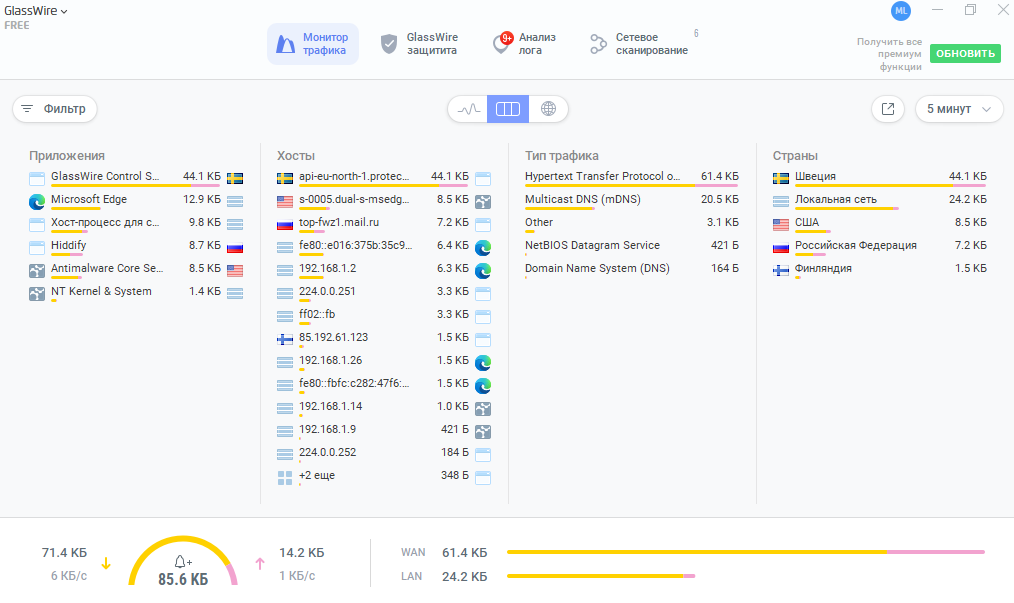 GlassWire
FREE
ML
Монитор трафика
GlassWire защитита
9+
Анализ лога
Сетевое сканирование
6
Получить все премиум функции
ОБНОВИТЬ
Фильтр
5 минут
Приложения
GlassWire Control S... 44.1 КБ
Microsoft Edge 12.9 КБ
Хост-процесс для с... 9.8 КБ
Hiddify 8.7 КБ
Antimalware Core Se... 8.5 КБ
NT Kernel & System 1.4 КБ
Хосты
api-eu-north-1.protec... 44.1 КБ
s-0005.dual-s-msedg... 8.5 КБ
top-fwz1.mail.ru 7.2 КБ
fe80::e016:375b:35c9... 6.4 КБ
192.168.1.2 6.3 КБ
224.0.0.251 3.3 КБ
ff02::fb 3.3 КБ
85.192.61.123 1.5 КБ
192.168.1.26 1.5 КБ
fe80::fbfc:c282:47f6:... 1.5 КБ
192.168.1.14 1.0 КБ
192.168.1.9 421 Б
224.0.0.252 184 Б
+2 еще 348 Б
Тип трафика
Hypertext Transfer Protocol o... 61.4 КБ
Multicast DNS (mDNS) 20.5 КБ
Other 3.1 КБ
NetBIOS Datagram Service 421 Б
Domain Name System (DNS) 164 Б
Страны
Швеция 44.1 КБ
Локальная сеть 24.2 КБ
США 8.5 КБ
Российская Федерация 7.2 КБ
Финляндия 1.5 КБ
71.4 КБ
6 КБ/с
85.6 КБ
14.2 КБ
1 КБ/с
WAN 61.4 КБ
LAN 24.2 КБ